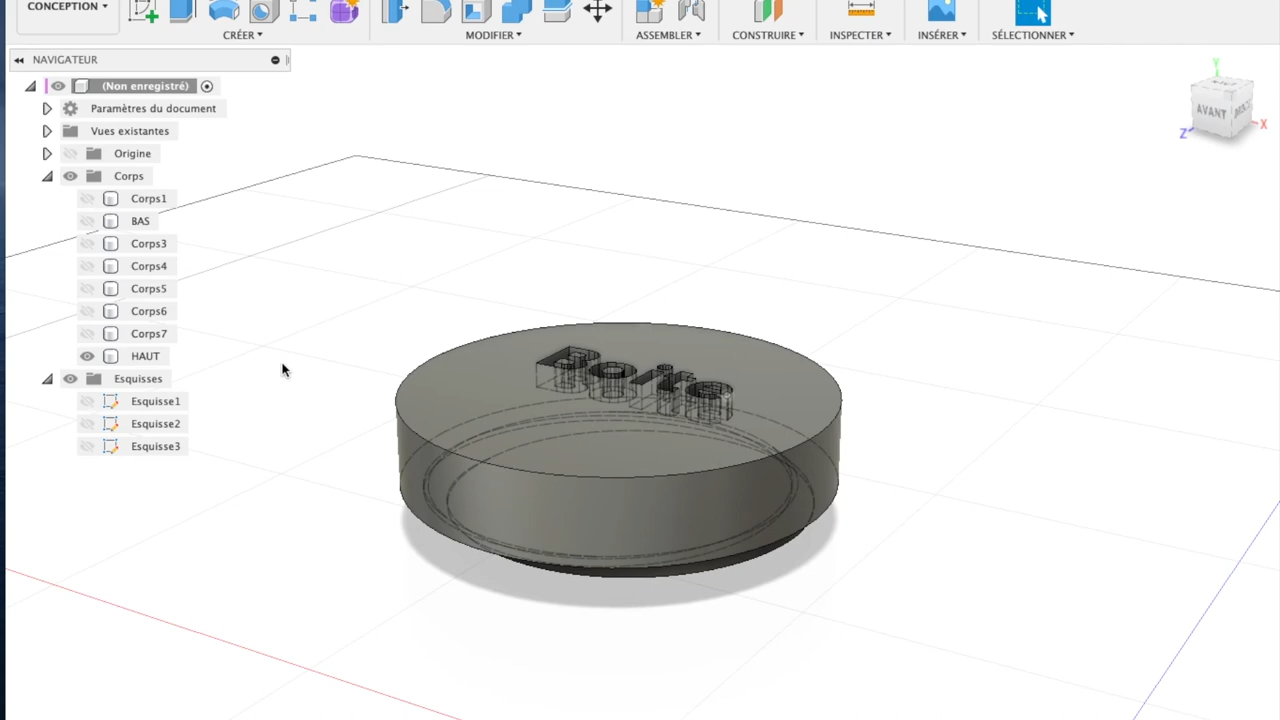 CONCEPTION
CRÉER
MODIFIER
ASSEMBLER
CONSTRUIRE
INSPECTER
INSÉRER
SÉLECTIONNER
NAVIGATEUR
(Non enregistré)
Paramètres du document
Vues existantes
Origine
Corps
Corps1
BAS
Corps3
Corps4
Corps5
Corps6
Corps7
HAUT
Esquisses
Esquisse1
Esquisse2
Esquisse3
Boite
Y
AVANT
X
Z